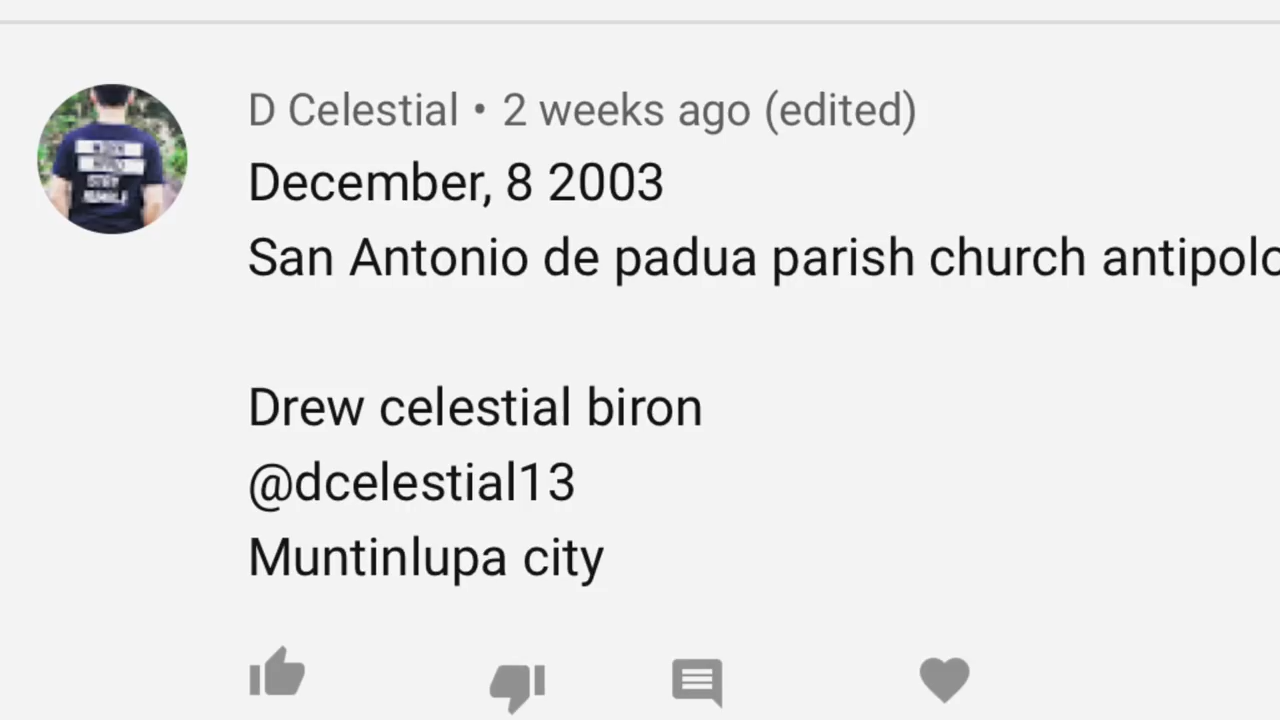 D Celestial • 2 weeks ago (edited)
December, 8 2003
San Antonio de padua parish church antipolo
Drew celestial biron
@dcelestial13
Muntinlupa city